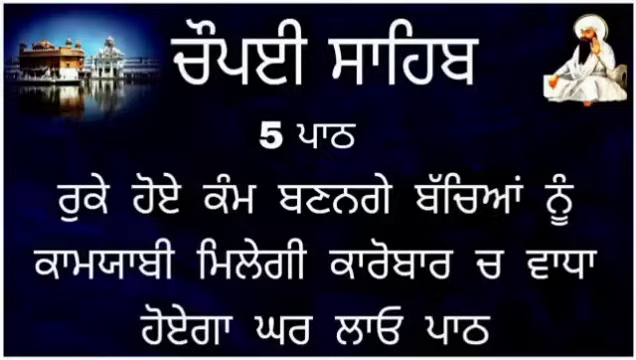 ਚੌਪਈ ਸਾਹਿਬ
5 ਪਾਠ
ਰੁਕੇ ਹੋਏ ਕੰਮ ਬਣਨਗੇ ਬੱਚਿਆਂ ਨੂੰ
ਕਾਮਯਾਬੀ ਮਿਲੇਗੀ ਕਾਰੋਬਾਰ ਚ ਵਾਧਾ
ਹੋਏਗਾ ਘਰ ਲਾਓ ਪਾਠ